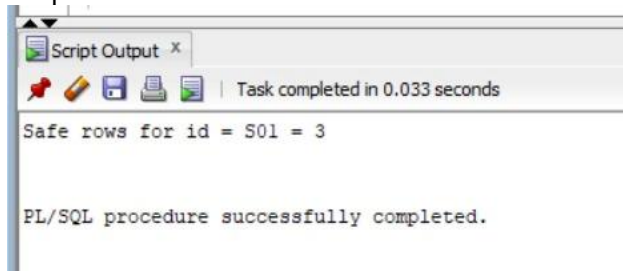 Script Output
Task completed in 0.033 seconds
Safe rows for id = S01 = 3
PL/SQL procedure successfully completed.